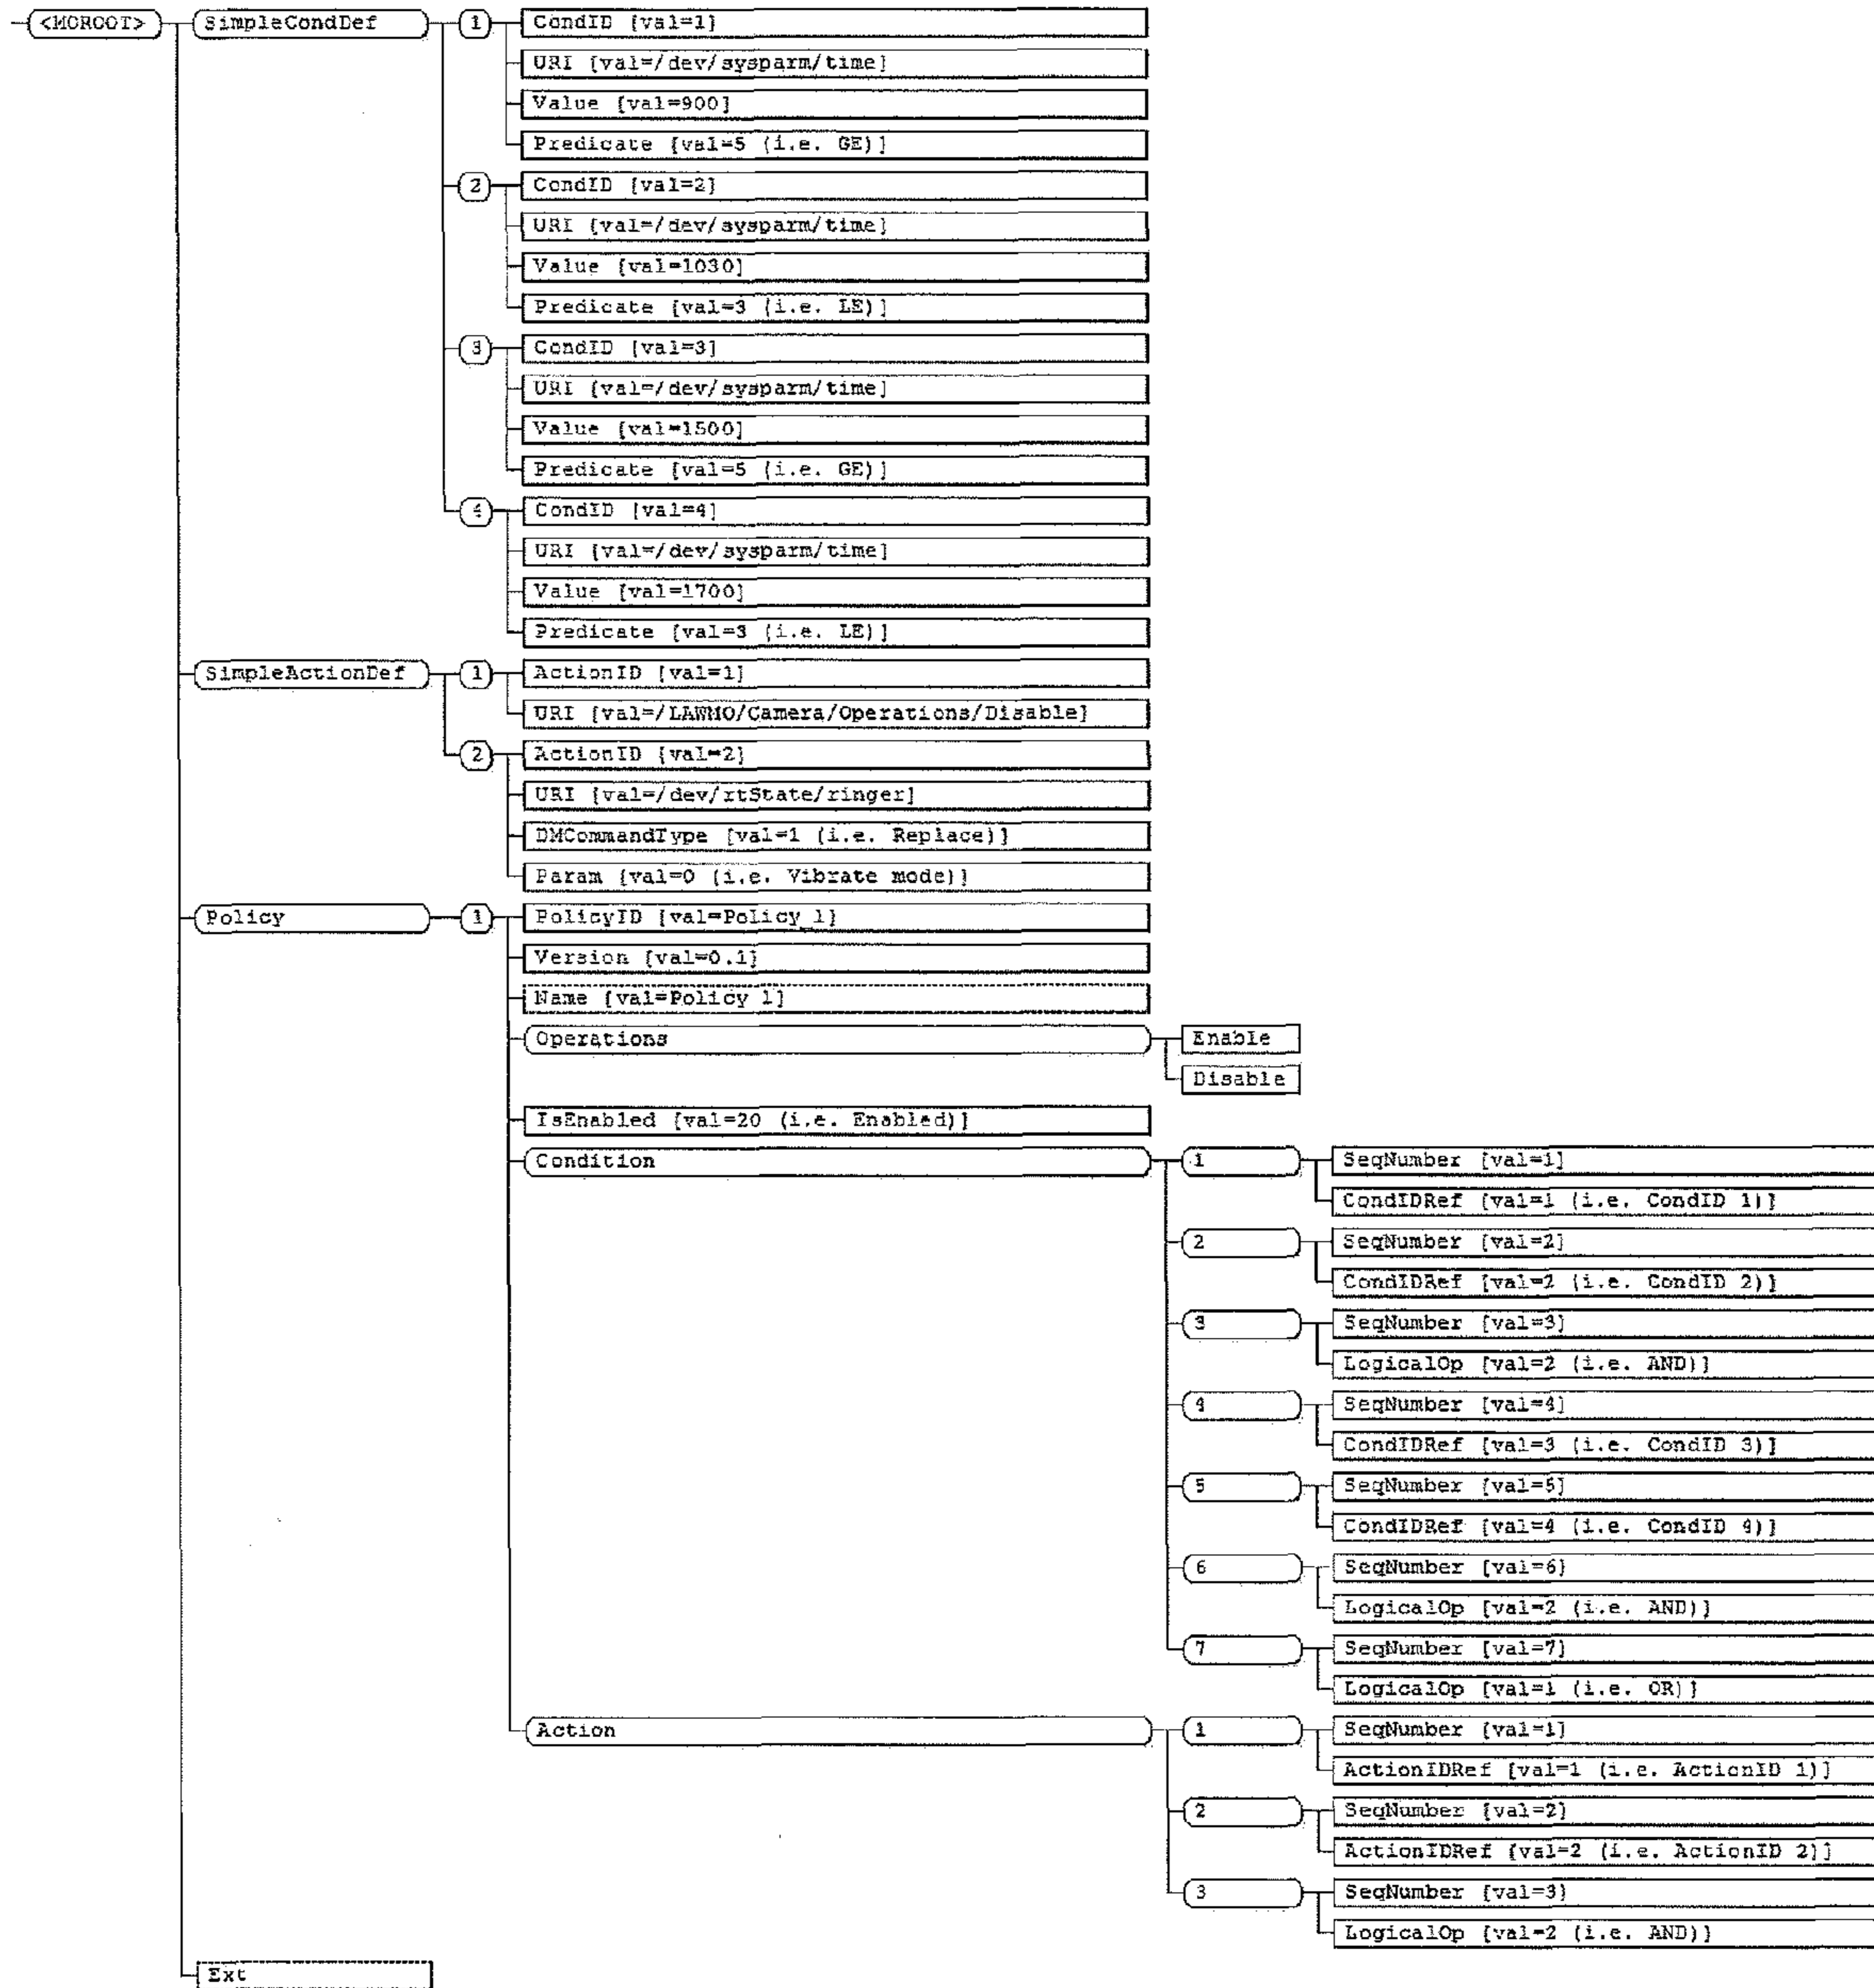 <MOROOT>
SimpleCondDef
1
CondID [val=1]
URI [val=/dev/sysparm/time]
Value [val=900]
Predicate [val=5 (i.e. GE)]
2
CondID [val=2]
URI [val=/dev/sysparm/time]
Value [val=1030]
Predicate [val=3 (i.e. LE)]
3
CondID [val=3]
URI [val=/dev/sysparm/time]
Value [val=1500]
Predicate [val=5 (i.e. GE)]
4
CondID [val=4]
URI [val=/dev/sysparm/time]
Value [val=1700]
Predicate [val=3 (i.e. LE)]
SimpleActionDef
1
ActionID [val=1]
URI [val=/LAWMO/Camera/Operations/Disable]
2
ActionID [val=2]
URI [val=/dev/rtState/ringer]
DMCommandType [val=1 (i.e. Replace)]
Param [val=0 (i.e. Vibrate mode)]
Policy
1
PolicyID [val=Policy 1]
Version [val=0.1]
Name [val=Policy 1]
Operations
Enable
Disable
IsEnabled [val=20 (i.e. Enabled)]
Condition
1
SeqNumber [val=1]
CondIDRef [val=1 (i.e. CondID 1)]
2
SeqNumber [val=2]
CondIDRef [val=2 (i.e. CondID 2)]
3
SeqNumber [val=3]
LogicalOp [val=2 (i.e. AND)]
4
SeqNumber [val=4]
CondIDRef [val=3 (i.e. CondID 3)]
5
SeqNumber [val=5]
CondIDRef [val=4 (i.e. CondID 4)]
6
SeqNumber [val=6]
LogicalOp [val=2 (i.e. AND)]
7
SeqNumber [val=7]
LogicalOp [val=1 (i.e. OR)]
Action
1
SeqNumber [val=1]
ActionIDRef [val=1 (i.e. ActionID 1)]
2
SeqNumber [val=2]
ActionIDRef [val=2 (i.e. ActionID 2)]
3
SeqNumber [val=3]
LogicalOp [val=2 (i.e. AND)]
Ext